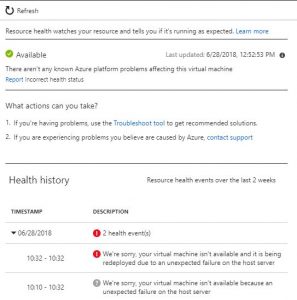 Refresh
Resource health watches your resource and tells you if it's running as expected. Learn more
Available
Last updated: 6/28/2018, 12:52:53 PM
There aren't any known Azure platform problems affecting this virtual machine
Report Incorrect health status
What actions can you take?
1. If you're having problems, use the Troubleshoot tool to get recommended solutions.
2. If you are experiencing problems you believe are caused by Azure, contact support
Health history
Resource health events over the last 2 weeks
TIMESTAMP
DESCRIPTION
06/28/2018
2 health event(s)
10:32 - 10:32
We're sorry, your virtual machine isn't available and it is being
redeployed due to an unexpected failure on the host server
10:10 - 10:32
We're sorry, your virtual machine isn't available because an
unexpected failure on the host server